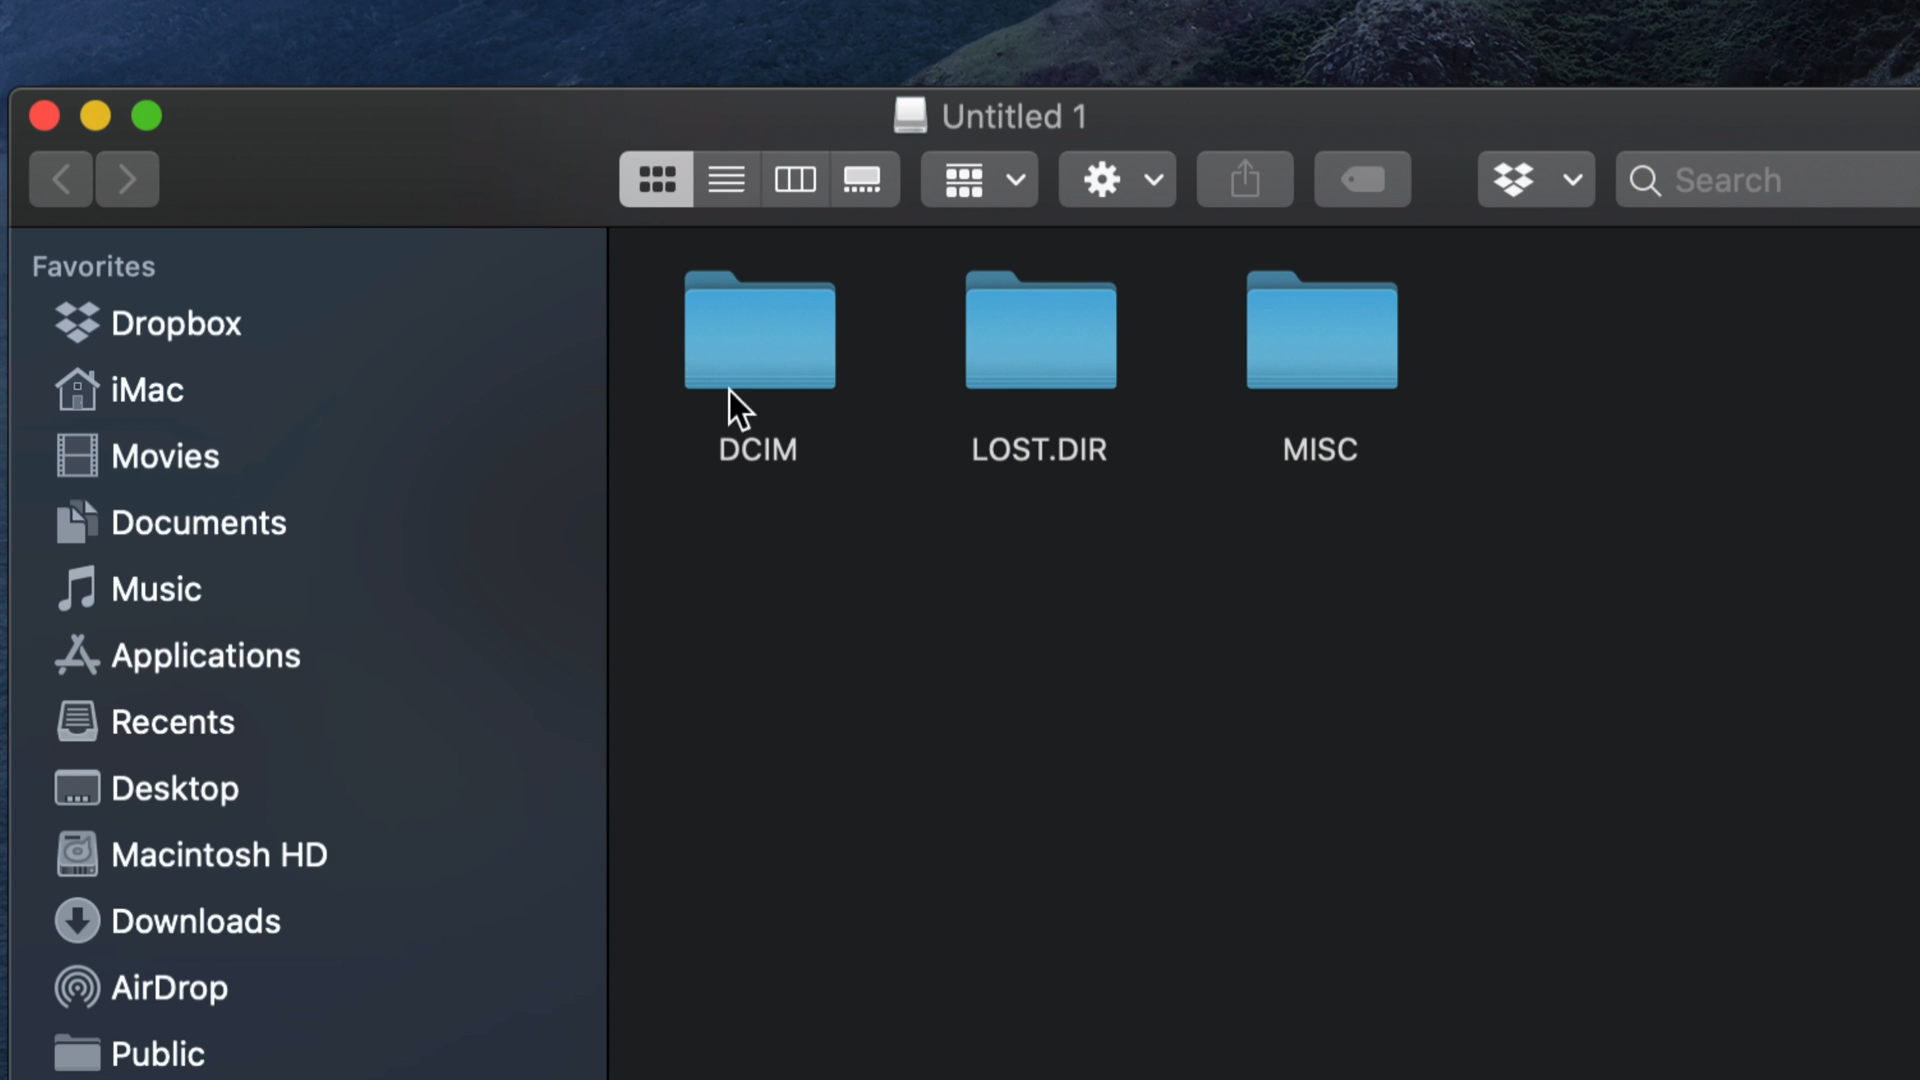 Untitled 1
Search
Favorites
Dropbox
iMac
Movies
Documents
Music
Applications
Recents
Desktop
Macintosh HD
Downloads
AirDrop
Public
DCIM
LOST.DIR
MISC